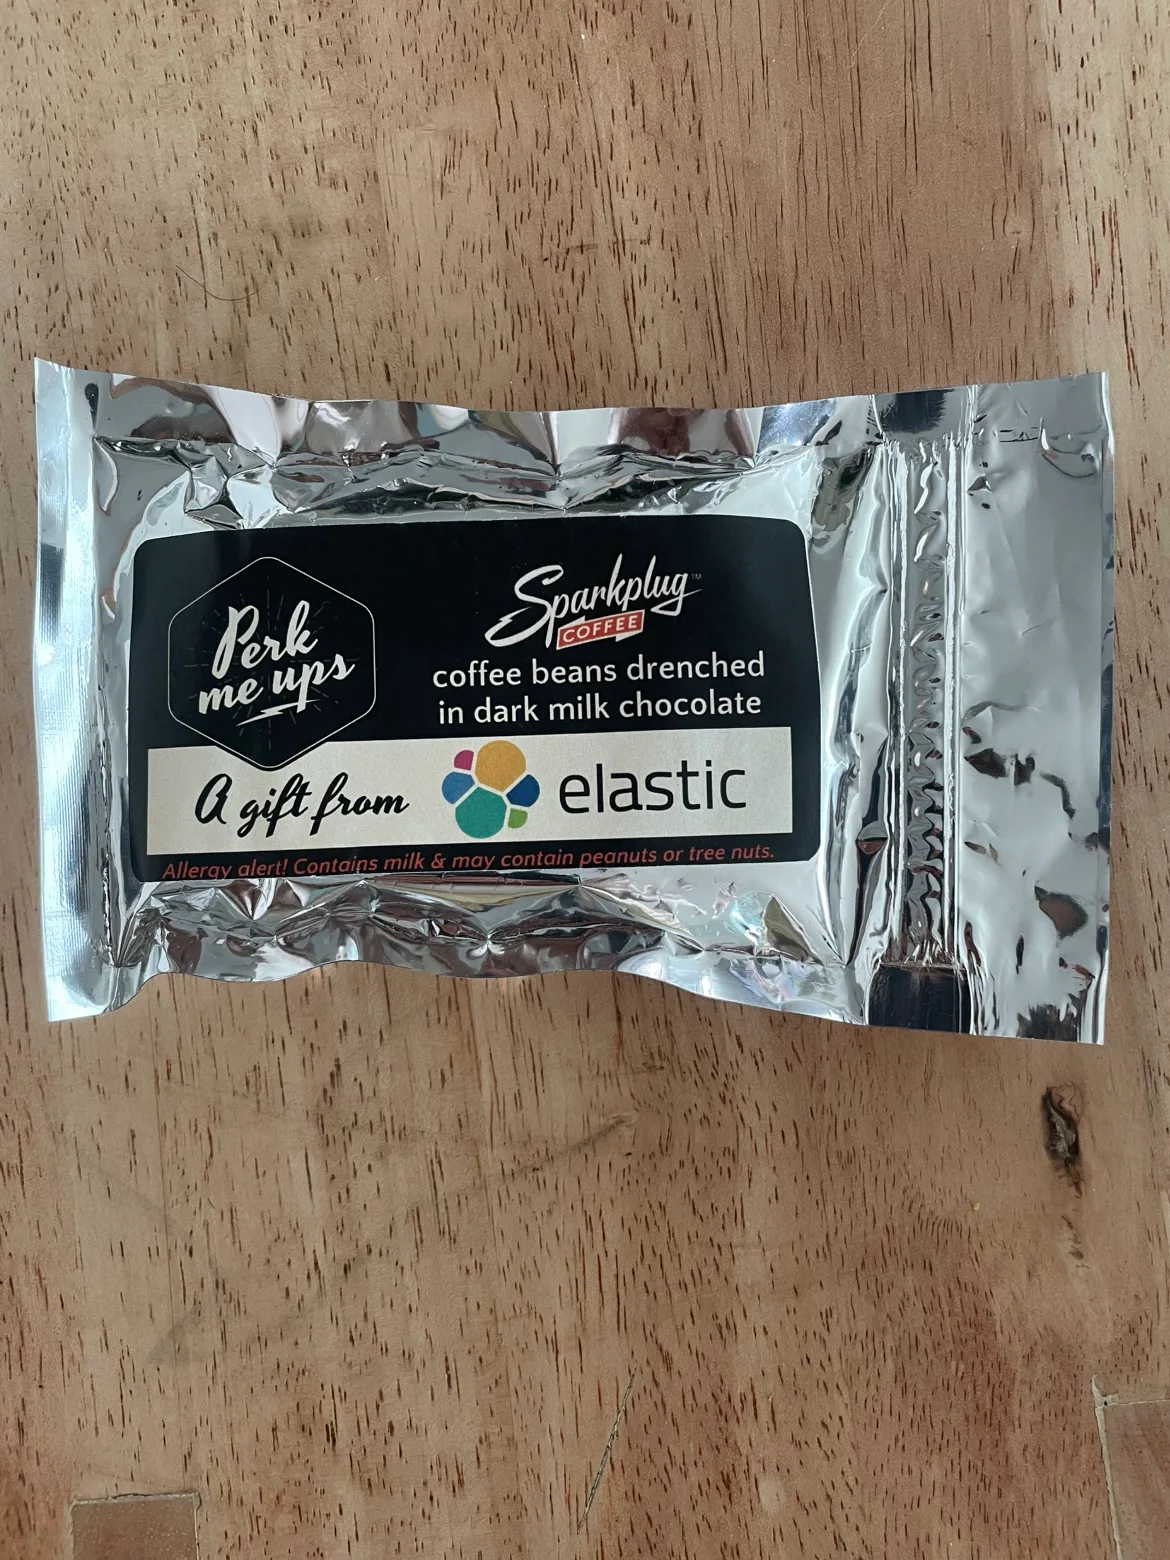 Perk
me ups
Sparkplug™
COFFEE
coffee beans drenched
in dark milk chocolate
A gift from
elastic
Allergy alert! Contains milk & may contain peanuts or tree nuts.